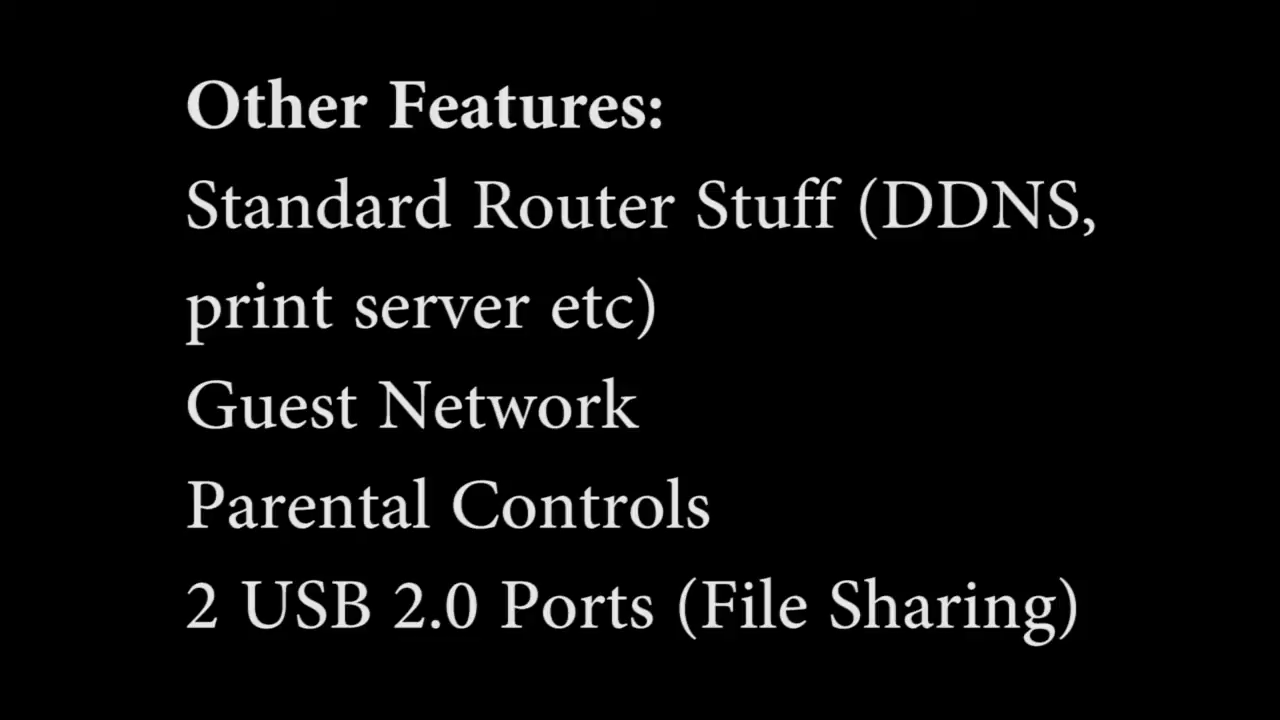 Other Features:
Standard Router Stuff (DDNS,
print server etc)
Guest Network
Parental Controls
2 USB 2.0 Ports (File Sharing)